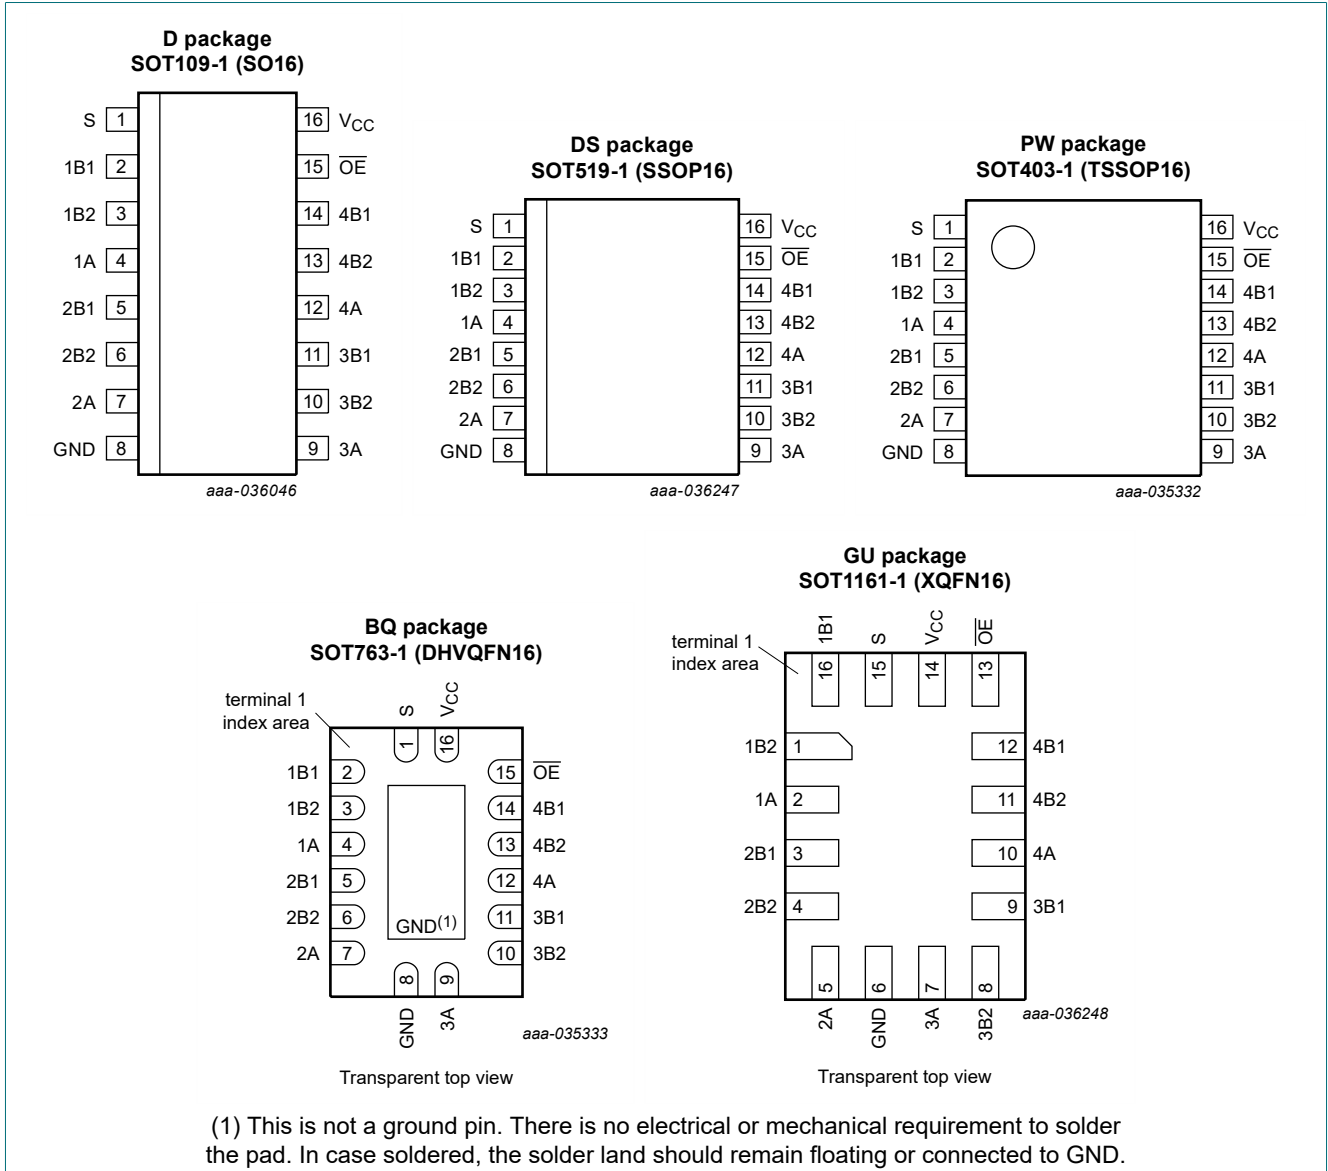 D package
SOT109-1 (SO16)
S 1 16 VCC
1B1 2 15 OE
1B2 3 14 4B1
1A 4 13 4B2
2B1 5 12 4A
2B2 6 11 3B1
2A 7 10 3B2
GND 8 9 3A
aaa-036046
DS package
SOT519-1 (SSOP16)
S 1 16 VCC
1B1 2 15 OE
1B2 3 14 4B1
1A 4 13 4B2
2B1 5 12 4A
2B2 6 11 3B1
2A 7 10 3B2
GND 8 9 3A
aaa-036247
PW package
SOT403-1 (TSSOP16)
S 1 16 VCC
1B1 2 15 OE
1B2 3 14 4B1
1A 4 13 4B2
2B1 5 12 4A
2B2 6 11 3B1
2A 7 10 3B2
GND 8 9 3A
aaa-035332
BQ package
SOT763-1 (DHVQFN16)
terminal 1
index area
S VCC
1 16
1B1 2 15 OE
1B2 3 14 4B1
1A 4 13 4B2
2B1 5 12 4A
2B2 6 11 3B1
GND(1)
2A 7 10 3B2
8 9
GND 3A
aaa-035333
Transparent top view
GU package
SOT1161-1 (XQFN16)
terminal 1
index area
1B1 S VCC OE
16 15 14 13
1B2 1 12 4B1
1A 2 11 4B2
2B1 3 10 4A
2B2 4 9 3B1
5 6 7 8
2A GND 3A 3B2
aaa-036248
Transparent top view
(1) This is not a ground pin. There is no electrical or mechanical requirement to solder
the pad. In case soldered, the solder land should remain floating or connected to GND.